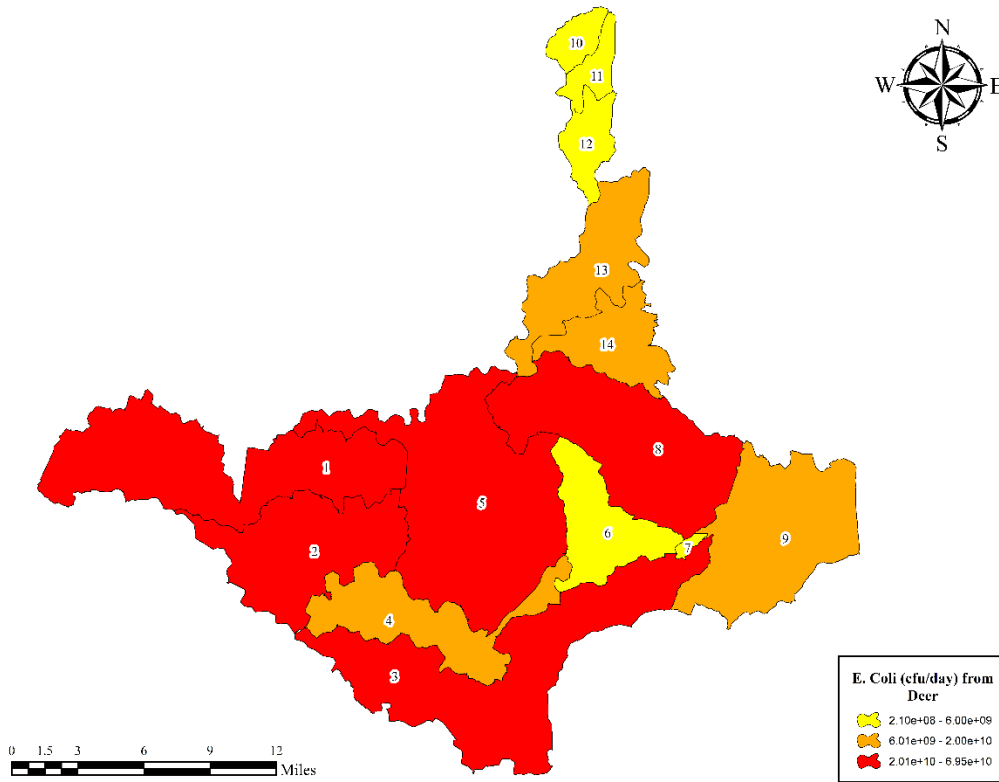 10
N
11
W E
12
S
13
14
1
8
5
2
6
7
9
4
3
E. Coli (cfu/day) from
Deer
2.10e+08 - 6.00e+09
6.01e+09 - 2.00e+10
2.01e+10 - 6.95e+10
0 1.5 3 6 9 12
Miles